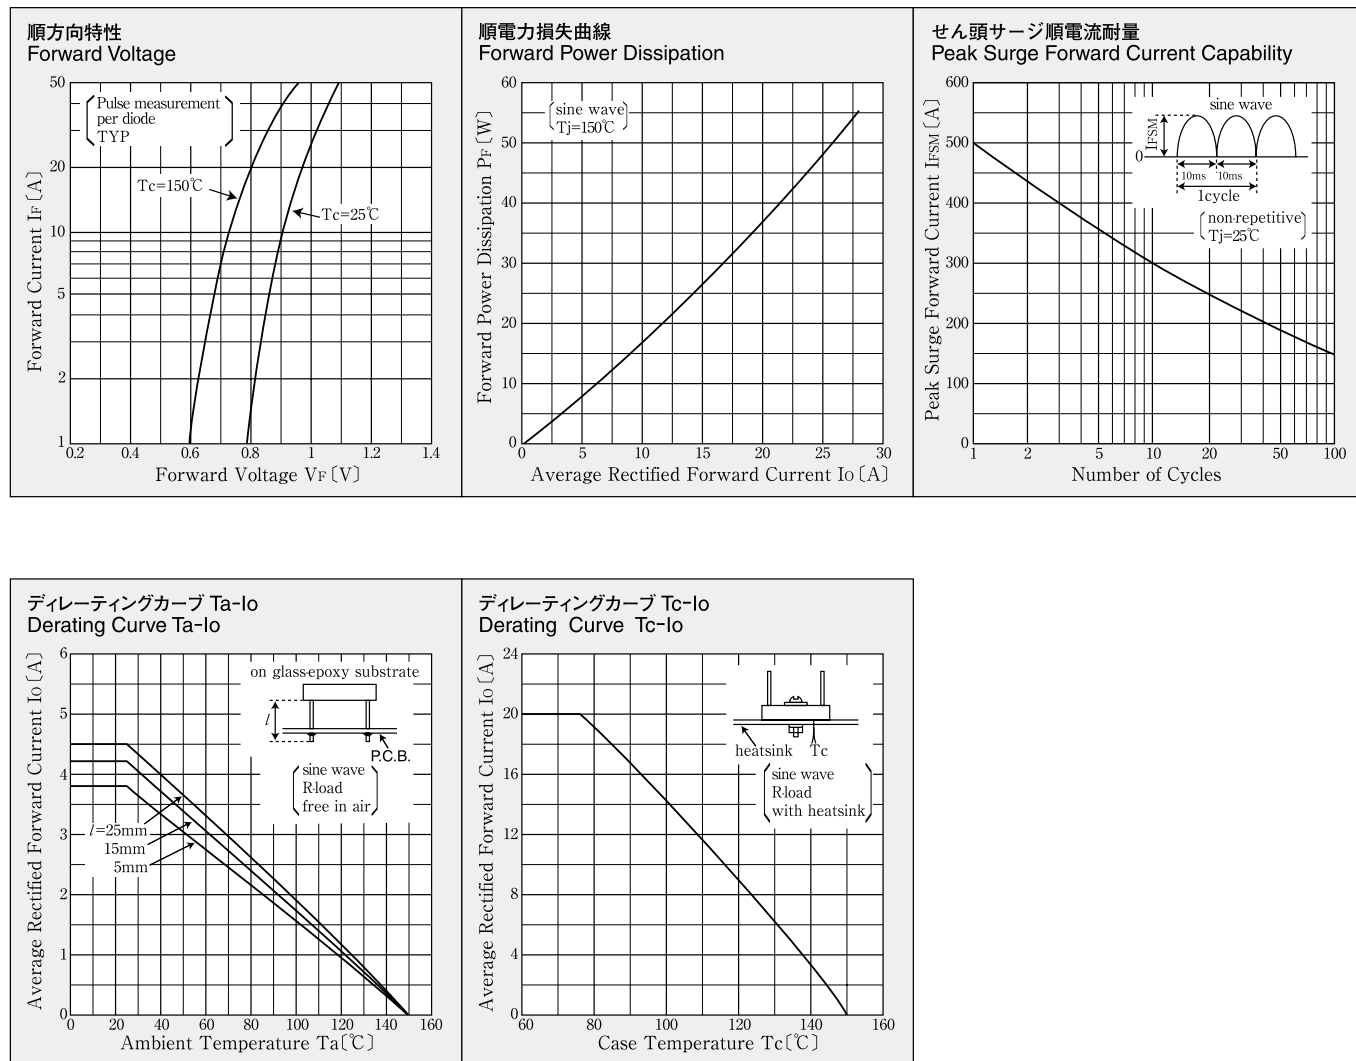 順方向特性
Forward Voltage
Forward Current IF〔A〕
50
20
10
5
2
1
Pulse measurement
per diode
TYP
Tc=150℃
Tc=25℃
0.2 0.4 0.6 0.8 1 1.2 1.4
Forward Voltage VF〔V〕
順電力損失曲線
Forward Power Dissipation
Forward Power Dissipation PF〔W〕
60
50
40
30
20
10
0
sine wave
Tj=150℃
0 5 10 15 20 25 30
Average Rectified Forward Current IO〔A〕
せん頭サージ順電流耐量
Peak Surge Forward Current Capability
Peak Surge Forward Current IFSM〔A〕
600
500
400
300
200
100
0
sine wave
IFSM
0
10ms 10ms
1cycle
non-repetitive
Tj=25℃
1 2 5 10 20 50 100
Number of Cycles
ディレーティングカーブ Ta-Io
Derating Curve Ta-Io
Average Rectified Forward Current IO〔A〕
6
5
4
3
2
1
0
on glass-epoxy substrate
l
P.C.B.
sine wave
R-load
free in air
l=25mm
15mm
5mm
0 20 40 60 80 100 120 140 160
Ambient Temperature Ta〔℃〕
ディレーティングカーブ Tc-Io
Derating Curve Tc-Io
Average Rectified Forward Current IO〔A〕
24
20
16
12
8
4
0
heatsink Tc
sine wave
R-load
with heatsink
60 80 100 120 140 160
Case Temperature Tc〔℃〕